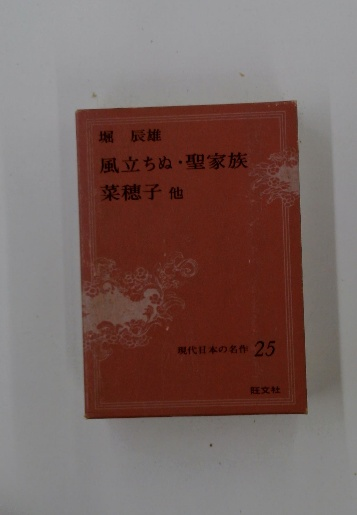 堀 辰雄
風立ちぬ・聖家族
菜穂子 他
現代日本の名作 25
旺文社